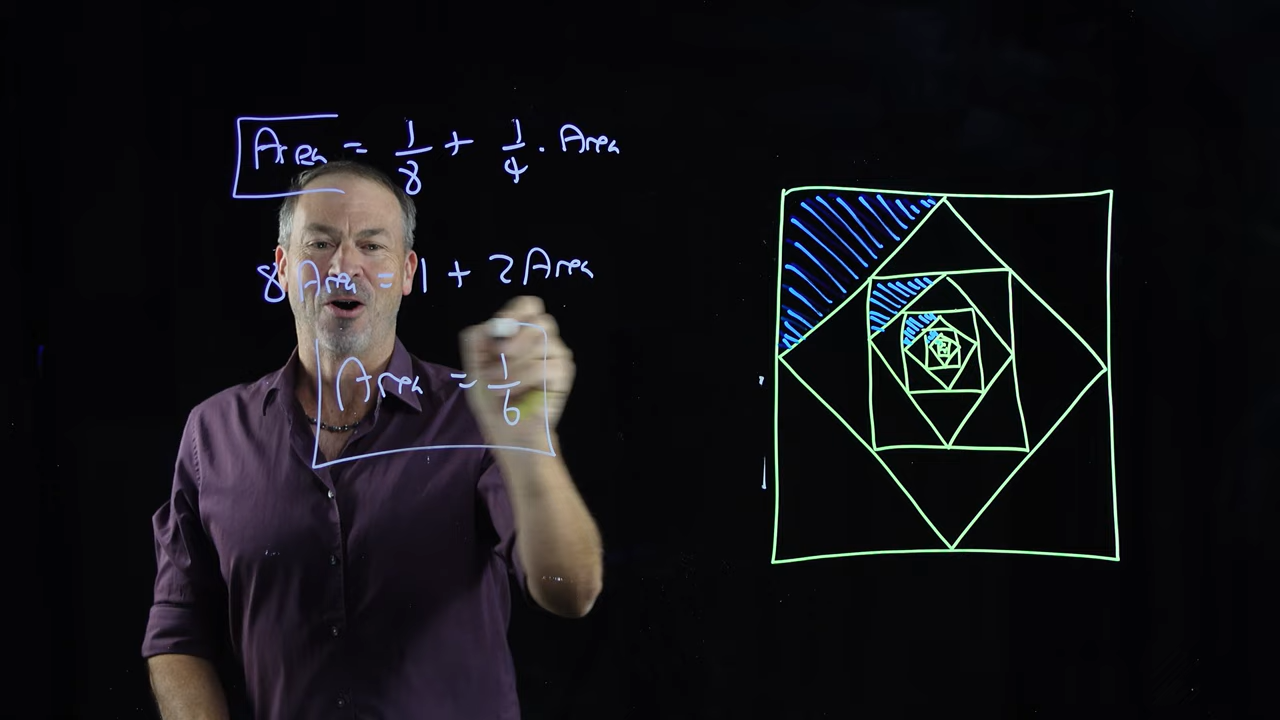 Area = 1/8 + 1/4 · Area
8 Area = 1 + 2 Area
Area = 1/6